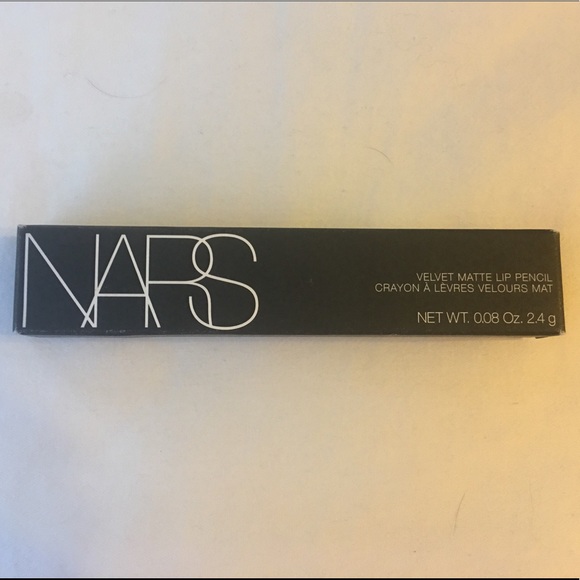 NARS
VELVET MATTE LIP PENCIL
CRAYON À LÈVRES VELOURS MAT
NET WT. 0.08 Oz. 2.4 g